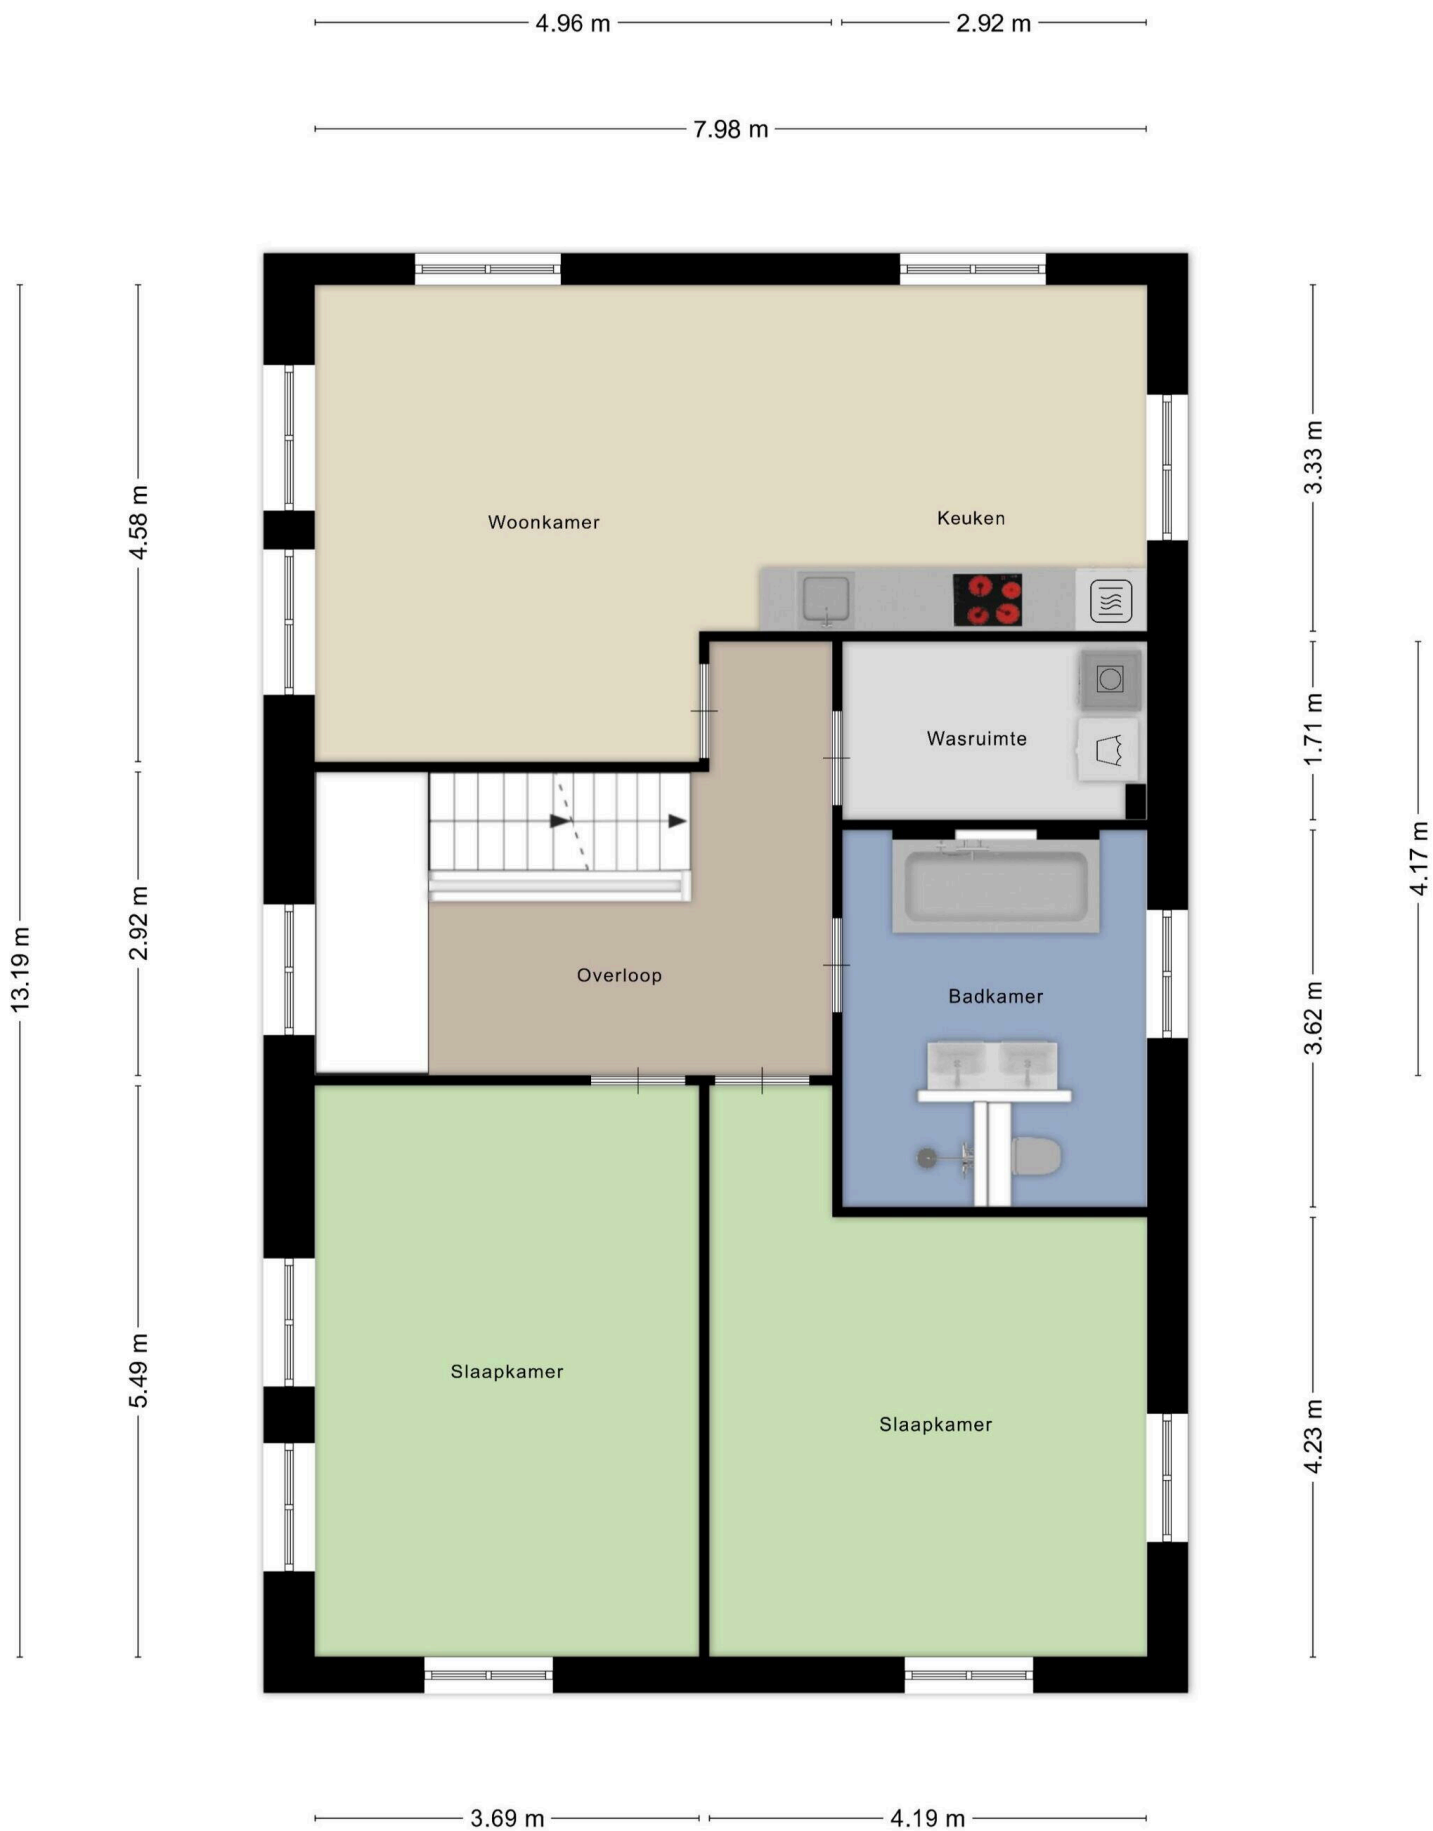 4.96 m
2.92 m
7.98 m
13.19 m
4.58 m
2.92 m
5.49 m
Woonkamer
Keuken
Wasruimte
Overloop
Badkamer
Slaapkamer
Slaapkamer
3.33 m
1.71 m
3.62 m
4.23 m
4.17 m
3.69 m
4.19 m